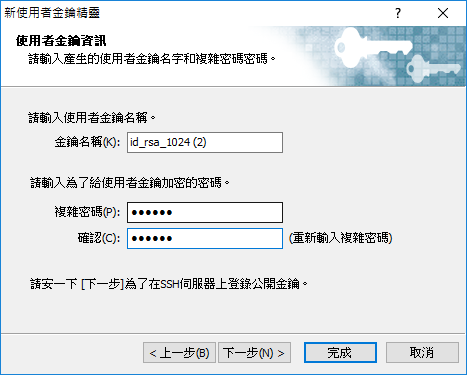 新使用者金鑰精靈
使用者金鑰資訊
請輸入產生的使用者金鑰名字和複雜密碼密碼。
請輸入使用者金鑰名稱。
金鑰名稱(K): id_rsa_1024 (2)
請輸入為了給使用者金鑰加密的密碼。
複雜密碼(P): ●●●●●●
確認(C): ●●●●●● (重新輸入複雜密碼)
請安一下 [下一步]為了在SSH伺服器上登錄公開金鑰。
< 上一步(B) 下一步(N) > 完成 取消